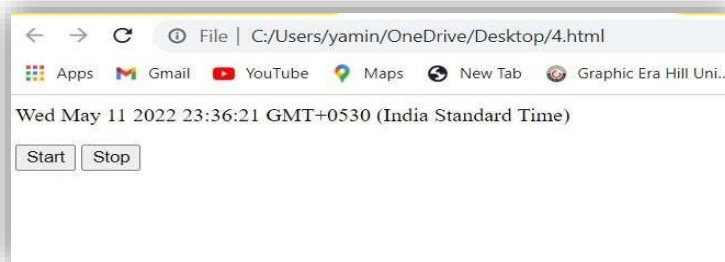 File | C:/Users/yamin/OneDrive/Desktop/4.html
Apps Gmail YouTube Maps New Tab Graphic Era Hill Uni..
Wed May 11 2022 23:36:21 GMT+0530 (India Standard Time)
Start Stop